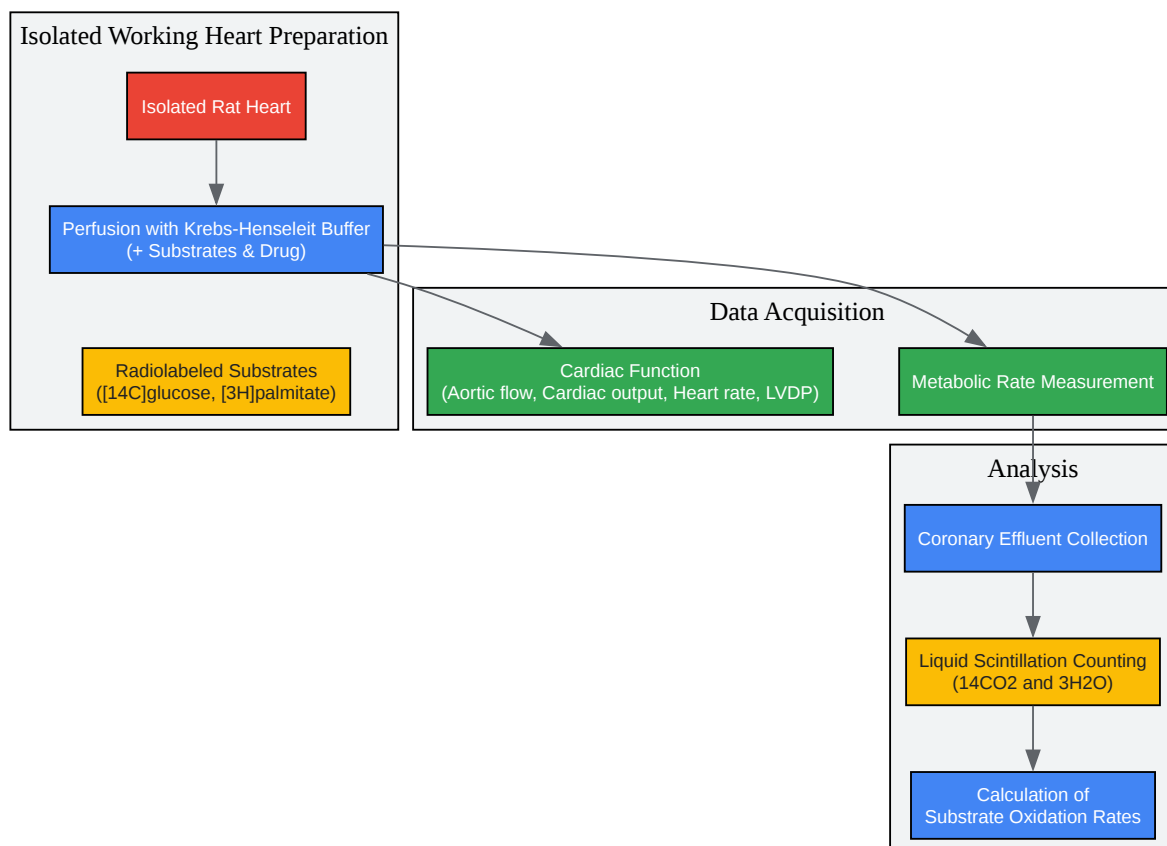 Isolated Working Heart Preparation
Isolated Rat Heart
Perfusion with Krebs-Henseleit Buffer
(+ Substrates & Drug)
Radiolabeled Substrates
([14C]glucose, [3H]palmitate)
Data Acquisition
Cardiac Function
(Aortic flow, Cardiac output, Heart rate, LVDP)
Metabolic Rate Measurement
Analysis
Coronary Effluent Collection
Liquid Scintillation Counting
(14CO2 and 3H2O)
Calculation of
Substrate Oxidation Rates